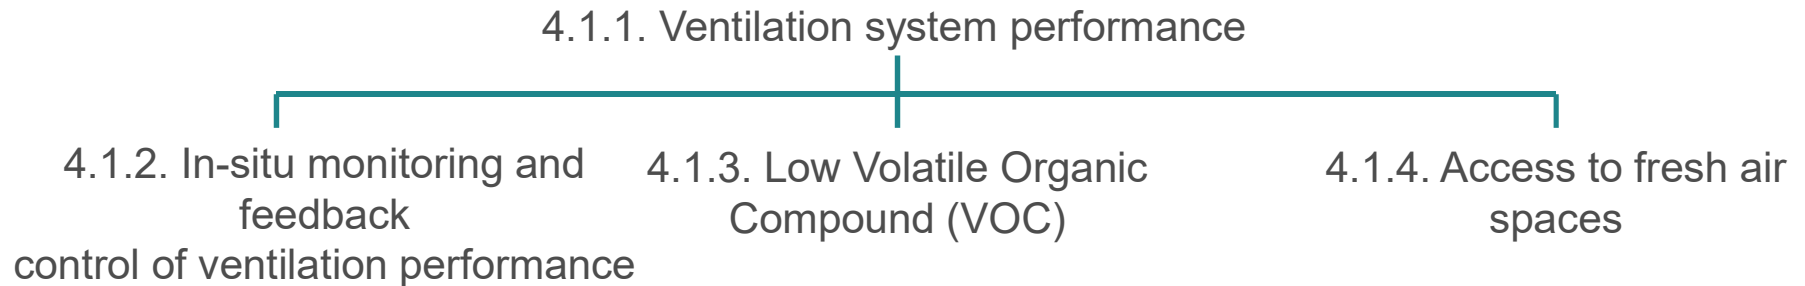 4.1.1. Ventilation system performance
4.1.2. In-situ monitoring and
feedback
control of ventilation performance
4.1.3. Low Volatile Organic
Compound (VOC)
4.1.4. Access to fresh air
spaces